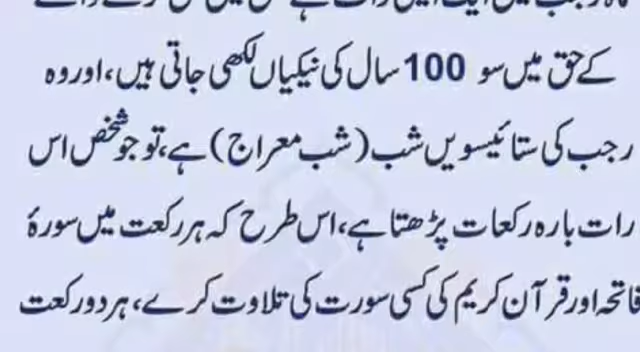 کے حق میں سو 100 سال کی نیکیاں لکھی جاتی ہیں، اور وہ
رجب کی ستائیسویں شب (شب معراج) ہے، تو جو شخص اس
رات بارہ رکعات پڑھتا ہے، اس طرح کہ ہر رکعت میں سورۂ
فاتحہ اور قرآن کریم کی کسی سورت کی تلاوت کرے، ہر دو رکعت